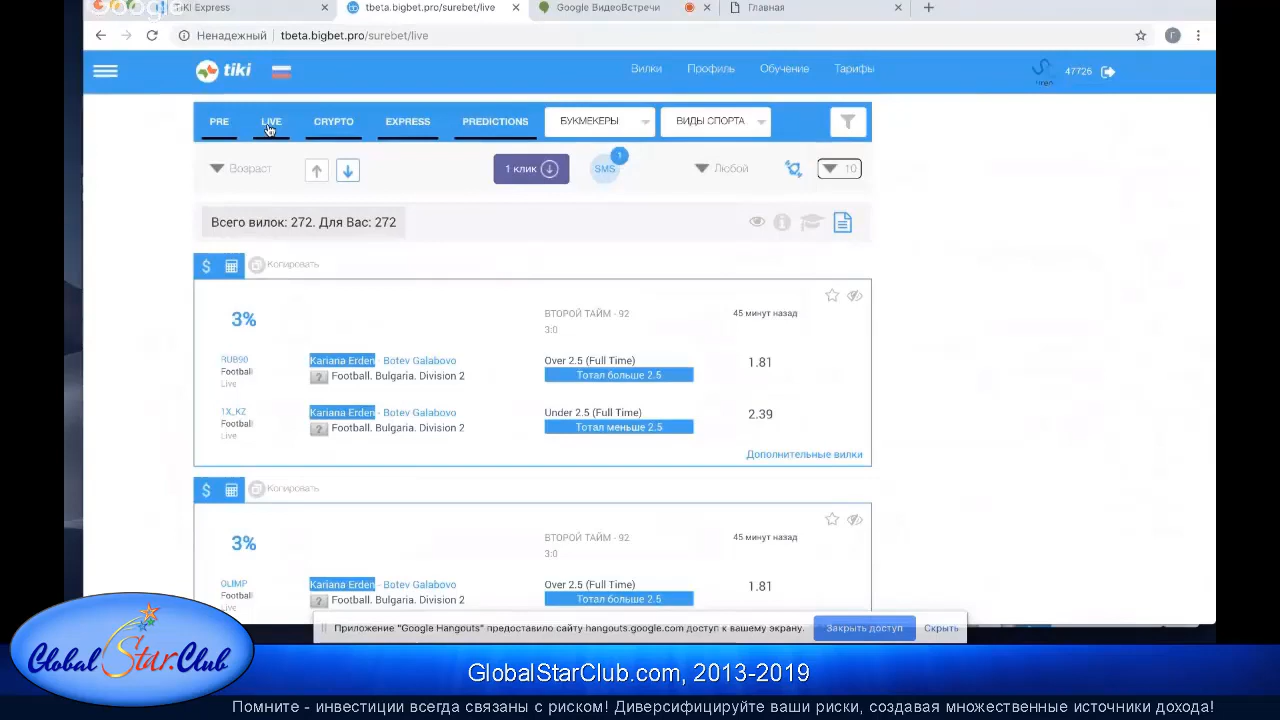 Google
TiKi Express
tbeta.bigbet.pro/surebet/live
Google ВидеоВстречи
Главная
Ненадежный
tbeta.bigbet.pro/surebet/live
Г
tiki
Вилки
Профиль
Обучение
Тарифы
siren
47726
PRE
LIVE
CRYPTO
EXPRESS
PREDICTIONS
БУКМЕКЕРЫ
ВИДЫ СПОРТА
Возраст
1 клик
SMS
1
Любой
10
Всего вилок: 272. Для Вас: 272
$
Копировать
3%
ВТОРОЙ ТАЙМ - 92
3:0
45 минут назад
RUB90
Football
Live
Kariana Erden - Botev Galabovo
? Football. Bulgaria. Division 2
Over 2.5 (Full Time)
Тотал больше 2.5
1.81
1X_KZ
Football
Live
Kariana Erden - Botev Galabovo
? Football. Bulgaria. Division 2
Under 2.5 (Full Time)
Тотал меньше 2.5
2.39
Дополнительные вилки
$
Копировать
3%
ВТОРОЙ ТАЙМ - 92
3:0
45 минут назад
OLIMP
Football
Live
Kariana Erden - Botev Galabovo
? Football. Bulgaria. Division 2
Over 2.5 (Full Time)
Тотал больше 2.5
1.81
Приложение "Google Hangouts" предоставило сайту hangouts.google.com доступ к вашему экрану.
Закрыть доступ
Скрыть
Global Star.Club
GlobalStarClub.com, 2013-2019
Помните - инвестиции всегда связаны с риском! Диверсифицируйте ваши риски, создавая множественные источники дохода!